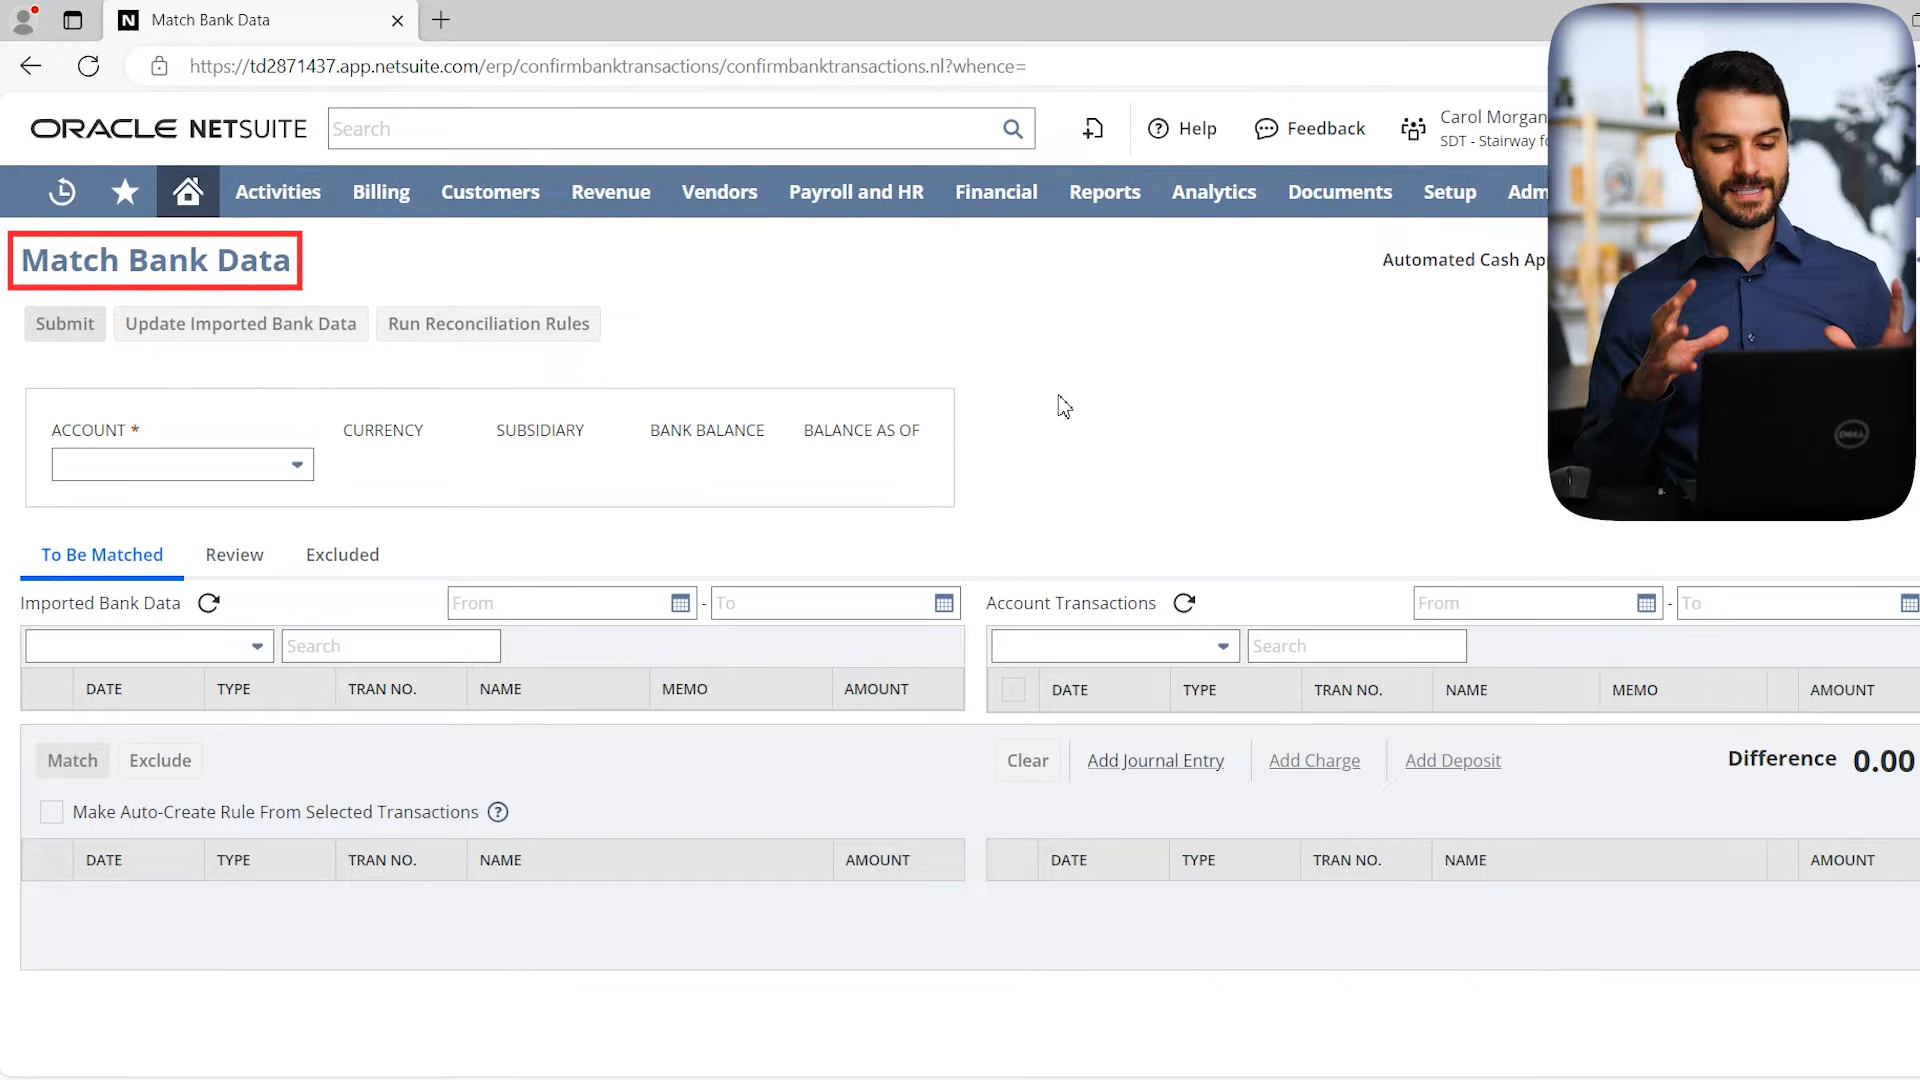 Match Bank Data
https://td2871437.app.netsuite.com/erp/confirmbanktransactions/confirmbanktransactions.nl?whence=
ORACLE NETSUITE
Search
Help
Feedback
Carol Morgan
SDT - Stairway fo
Activities Billing Customers Revenue Vendors Payroll and HR Financial Reports Analytics Documents Setup Adm
Match Bank Data
Automated Cash App
Submit Update Imported Bank Data Run Reconciliation Rules
ACCOUNT * CURRENCY SUBSIDIARY BANK BALANCE BALANCE AS OF
To Be Matched Review Excluded
Imported Bank Data From - To Account Transactions From - To
Search Search
DATE TYPE TRAN NO. NAME MEMO AMOUNT DATE TYPE TRAN NO. NAME MEMO AMOUNT
Match Exclude Clear Add Journal Entry Add Charge Add Deposit Difference 0.00
Make Auto-Create Rule From Selected Transactions ?
DATE TYPE TRAN NO. NAME AMOUNT DATE TYPE TRAN NO. NAME AMOUNT
DELL